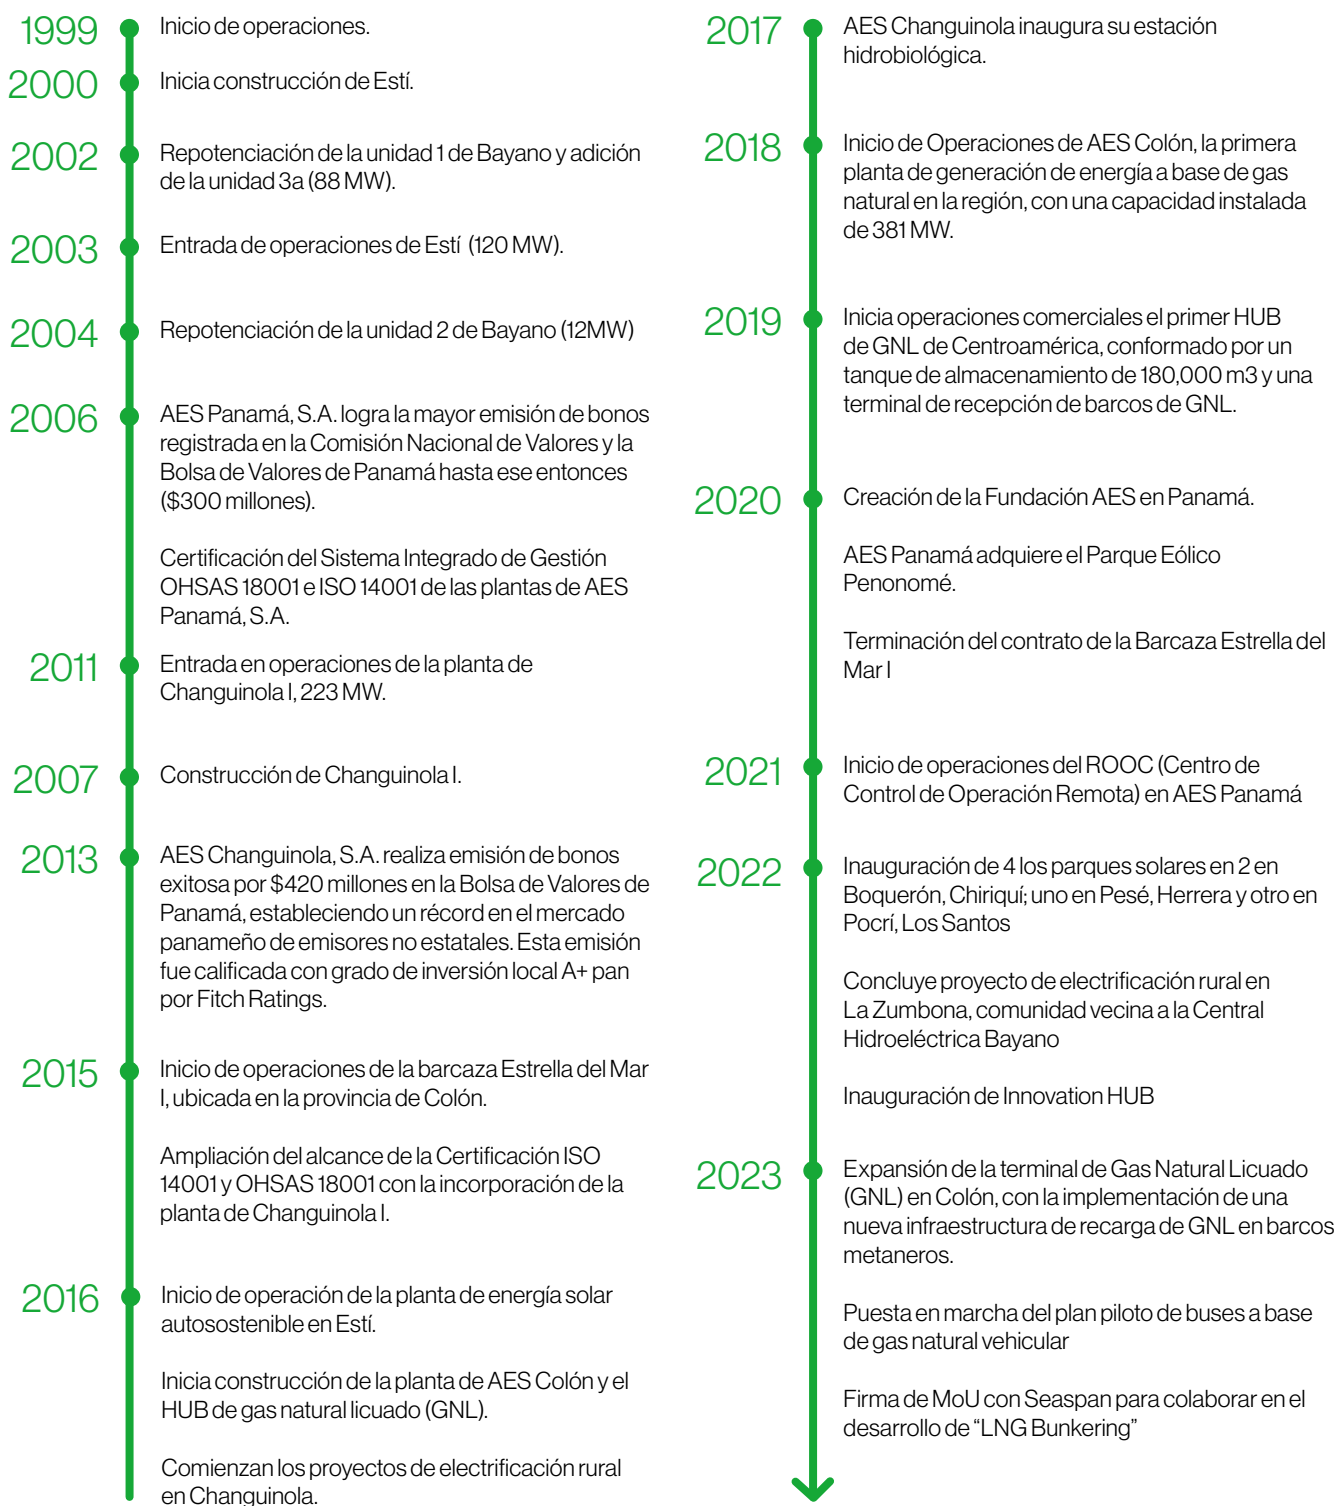 1999
Inicio de operaciones.
2000
Inicia construcción de Estí.
2002
Repotenciación de la unidad 1 de Bayano y adición
de la unidad 3a (88 MW).
2003
Entrada de operaciones de Estí (120 MW).
2004
Repotenciación de la unidad 2 de Bayano (12MW)
2006
AES Panamá, S.A. logra la mayor emisión de bonos
registrada en la Comisión Nacional de Valores y la
Bolsa de Valores de Panamá hasta ese entonces
($300 millones).
Certificación del Sistema Integrado de Gestión
OHSAS 18001 e ISO 14001 de las plantas de AES
Panamá, S.A.
2011
Entrada en operaciones de la planta de
Changuinola I, 223 MW.
2007
Construcción de Changuinola I.
2013
AES Changuinola, S.A. realiza emisión de bonos
exitosa por $420 millones en la Bolsa de Valores de
Panamá, estableciendo un récord en el mercado
panameño de emisores no estatales. Esta emisión
fue calificada con grado de inversión local A+ pan
por Fitch Ratings.
2015
Inicio de operaciones de la barcaza Estrella del Mar
I, ubicada en la provincia de Colón.
Ampliación del alcance de la Certificación ISO
14001 y OHSAS 18001 con la incorporación de la
planta de Changuinola I.
2016
Inicio de operación de la planta de energía solar
autosostenible en Estí.
Inicia construcción de la planta de AES Colón y el
HUB de gas natural licuado (GNL).
Comienzan los proyectos de electrificación rural
en Changuinola.
2017
AES Changuinola inaugura su estación
hidrobiológica.
2018
Inicio de Operaciones de AES Colón, la primera
planta de generación de energía a base de gas
natural en la región, con una capacidad instalada
de 381 MW.
2019
Inicia operaciones comerciales el primer HUB
de GNL de Centroamérica, conformado por un
tanque de almacenamiento de 180,000 m3 y una
terminal de recepción de barcos de GNL.
2020
Creación de la Fundación AES en Panamá.
AES Panamá adquiere el Parque Eólico
Penonomé.
Terminación del contrato de la Barcaza Estrella del
Mar I
2021
Inicio de operaciones del ROOC (Centro de
Control de Operación Remota) en AES Panamá
2022
Inauguración de 4 los parques solares en 2 en
Boquerón, Chiriquí; uno en Pesé, Herrera y otro en
Pocrí, Los Santos
Concluye proyecto de electrificación rural en
La Zumbona, comunidad vecina a la Central
Hidroeléctrica Bayano
Inauguración de Innovation HUB
2023
Expansión de la terminal de Gas Natural Licuado
(GNL) en Colón, con la implementación de una
nueva infraestructura de recarga de GNL en barcos
metaneros.
Puesta en marcha del plan piloto de buses a base
de gas natural vehicular
Firma de MoU con Seaspan para colaborar en el
desarrollo de “LNG Bunkering”